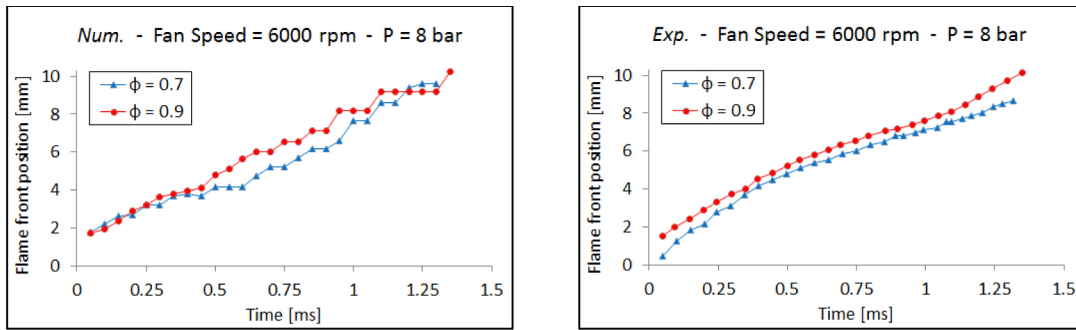 Num. - Fan Speed = 6000 rpm - P = 8 bar
Flame front position [mm]
10
8
6
4
2
0
ϕ = 0.7
ϕ = 0.9
0 0.25 0.5 0.75 1 1.25 1.5
Time [ms]
Exp. - Fan Speed = 6000 rpm - P = 8 bar
Flame front position [mm]
10
8
6
4
2
0
ϕ = 0.7
ϕ = 0.9
0 0.25 0.5 0.75 1 1.25 1.5
Time [ms]